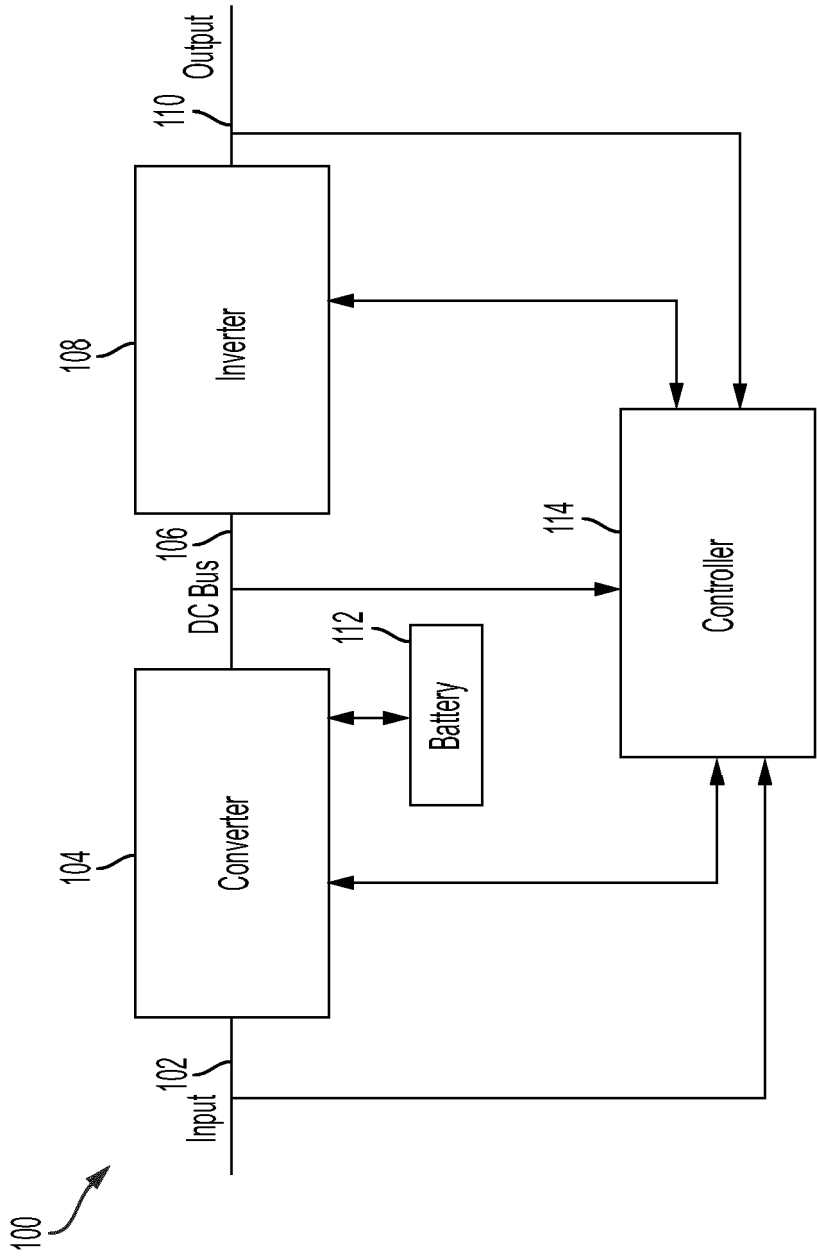 100
Input
102
104
Converter
DC Bus
106
108
Inverter
110
Output
112
Battery
114
Controller